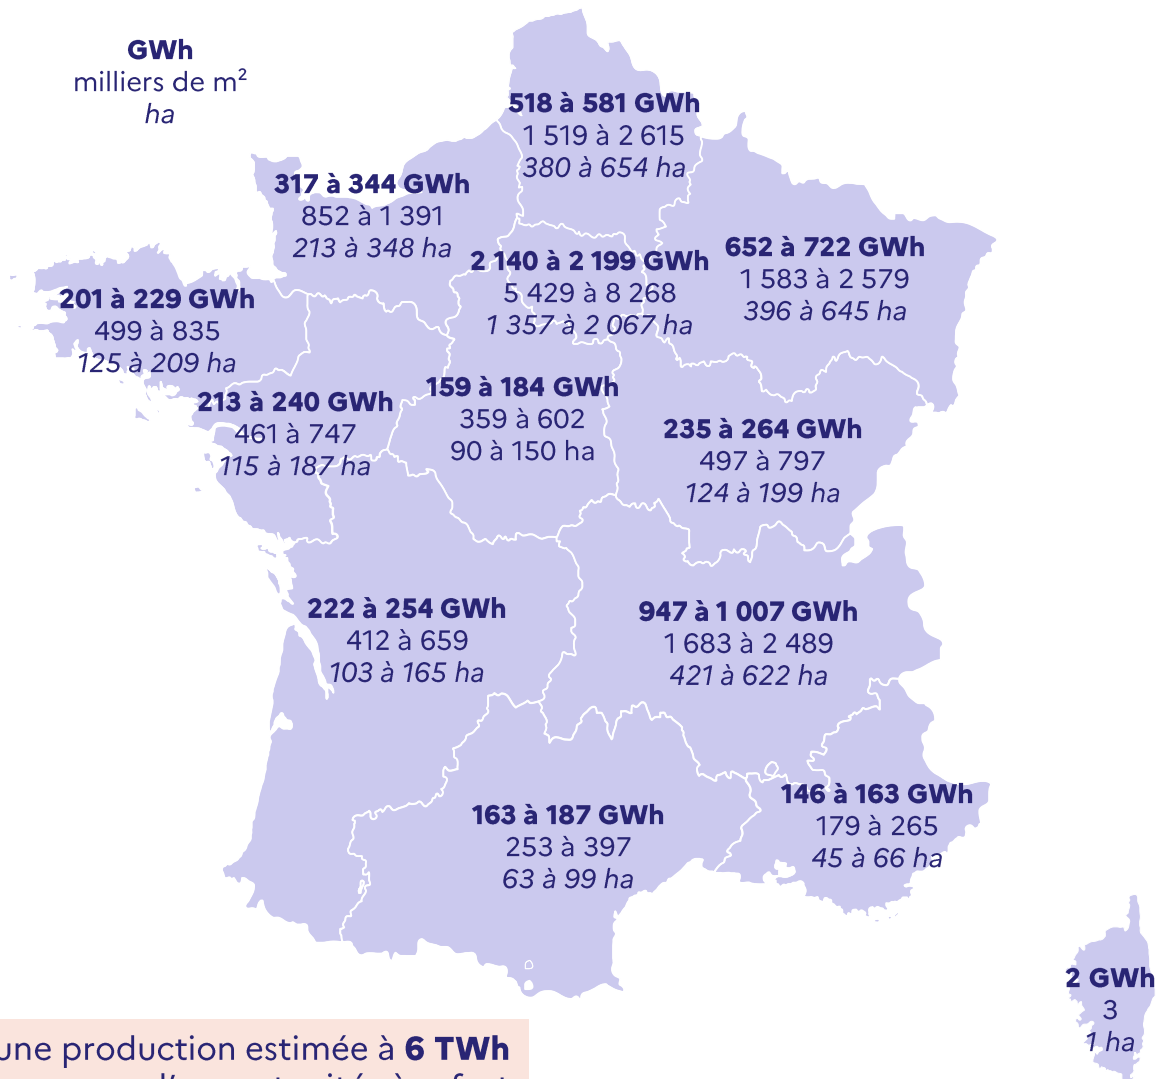 GWh
milliers de m²
ha
518 à 581 GWh
1 519 à 2 615
380 à 654 ha
317 à 344 GWh
852 à 1 391
213 à 348 ha
652 à 722 GWh
1 583 à 2 579
396 à 645 ha
2 140 à 2 199 GWh
5 429 à 8 268
1 357 à 2 067 ha
201 à 229 GWh
499 à 835
125 à 209 ha
159 à 184 GWh
359 à 602
90 à 150 ha
213 à 240 GWh
461 à 747
115 à 187 ha
235 à 264 GWh
497 à 797
124 à 199 ha
222 à 254 GWh
412 à 659
103 à 165 ha
947 à 1 007 GWh
1 683 à 2 489
421 à 622 ha
146 à 163 GWh
179 à 265
45 à 66 ha
163 à 187 GWh
253 à 397
63 à 99 ha
2 GWh
3
1 ha
une production estimée à 6 TWh